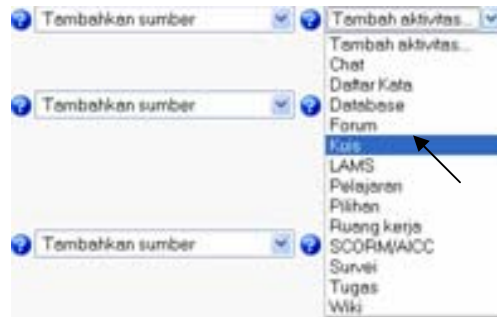 Tambahkan sumber
Tambah aktivitas...
Tambah aktivitas...
Chat
Daftar Kata
Database
Forum
Kuis
LAMS
Pelajaran
Pilihan
Ruang kerja
SCORM/AICC
Survei
Tugas
Wiki
Tambahkan sumber
Tambahkan sumber